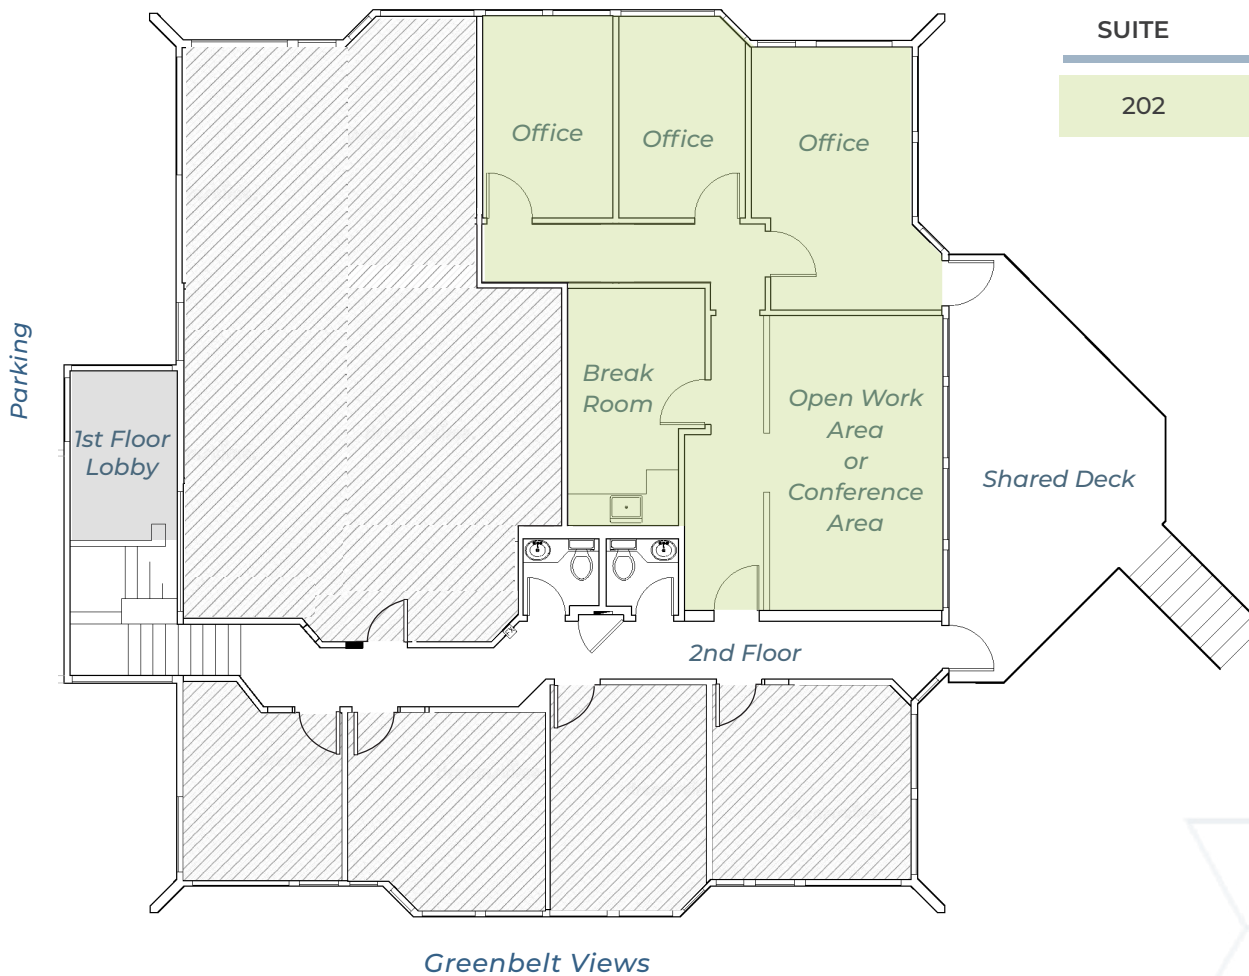 SUITE
202
Office
Office
Office
Parking
Break
Room
Open Work
Area
or
Conference
Area
1st Floor
Lobby
Shared Deck
2nd Floor
Greenbelt Views